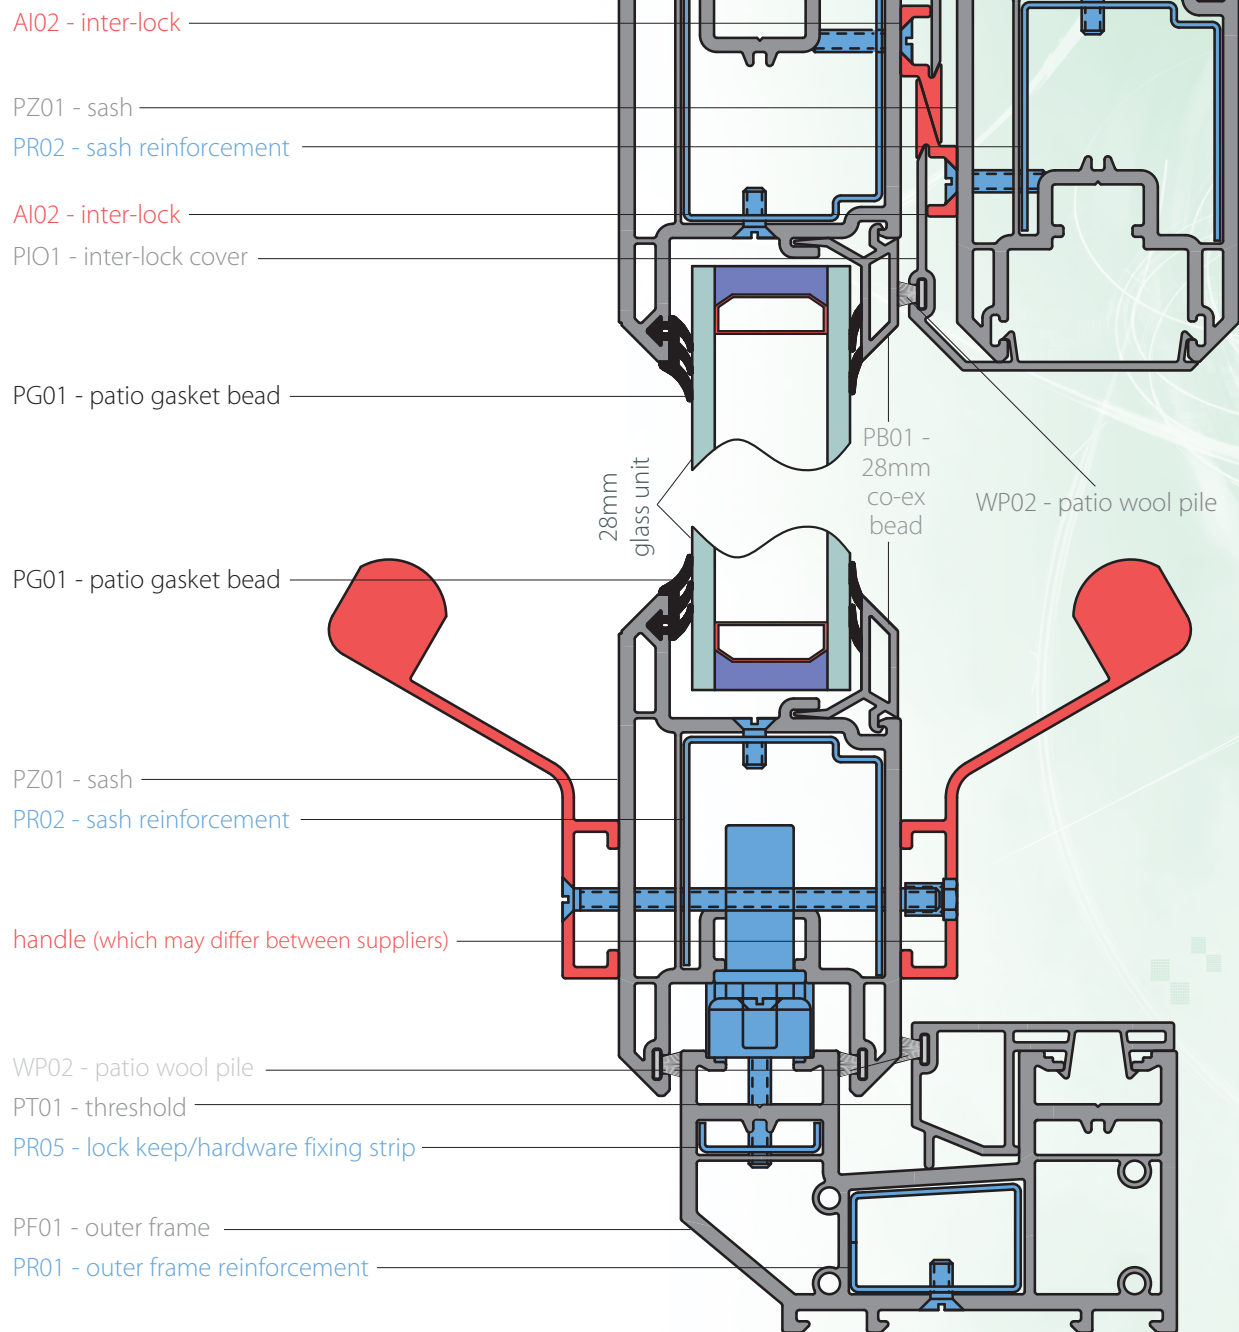 AI02 - inter-lock
PZ01 - sash
PR02 - sash reinforcement
AI02 - inter-lock
PIO1 - inter-lock cover
PG01 - patio gasket bead
PB01 -
28mm
co-ex
bead
28mm
glass unit
WP02 - patio wool pile
PG01 - patio gasket bead
PZ01 - sash
PR02 - sash reinforcement
handle (which may differ between suppliers)
WP02 - patio wool pile
PT01 - threshold
PR05 - lock keep/hardware fixing strip
PF01 - outer frame
PR01 - outer frame reinforcement